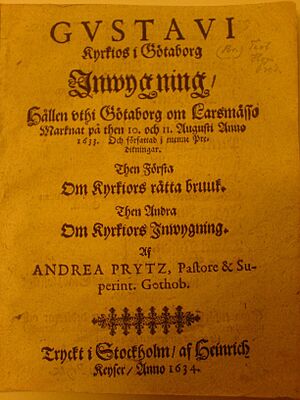 GVSTAVI
Kyrkios i Götaborg
Inwygning/
Hållen vthi Götaborg om Larsmässo
Marknat på then 10. och 11. Augusti Anno
1633. Och författad i twenne Pre-
dikningar.
Then Första
Om Kyrkiors rätta bruuk.
Then Andra
Om Kyrkiors Inwygning.
Af
ANDREA PRYTZ, Pastore & Su-
perint. Gothob.
Tryckt i Stockholm/ af Heinrich
Keyser/ Anno 1634.